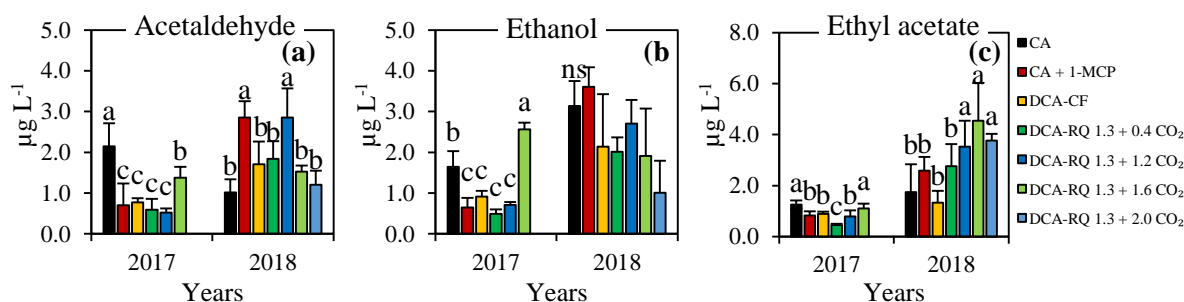 Acetaldehyde
(a)
µg L⁻¹
5.0
4.0
3.0
2.0
1.0
0.0
a
c
c
c
c
b
b
a
b
b
a
b
b
2017
2018
Years
Ethanol
(b
µg L⁻¹
5.0
4.0
3.0
2.0
1.0
0.0
b
c
c
c
c
a
ns
2017
2018
Years
Ethyl acetate
(c)
µg L⁻¹
8.0
6.0
4.0
2.0
0.0
a
b
b
c
b
a
b
b
b
b
a
a
a
2017
2018
Years
CA
CA + 1-MCP
DCA-CF
DCA-RQ 1.3 + 0.4 CO₂
DCA-RQ 1.3 + 1.2 CO₂
DCA-RQ 1.3 + 1.6 CO₂
DCA-RQ 1.3 + 2.0 CO₂